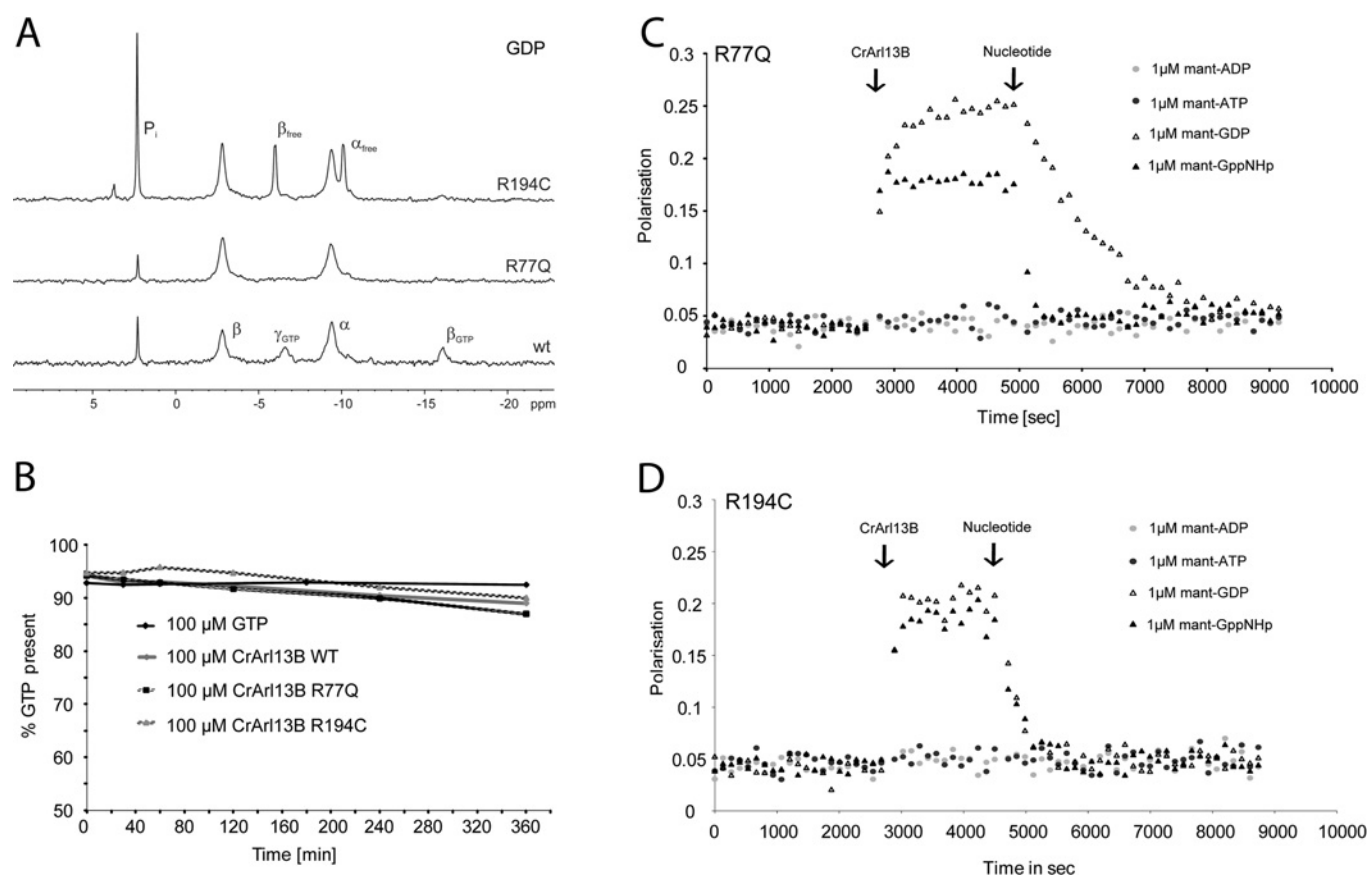 A
GDP
Pi
βfree
αfree
R194C
R77Q
β
γGTP
α
βGTP
wt
5 0 -5 -10 -15 -20 ppm
B
100
90
80
70
60
50
% GTP present
100 µM GTP
100 µM CrArl13B WT
100 µM CrArl13B R77Q
100 µM CrArl13B R194C
0 40 80 120 160 200 240 280 320 360
Time [min]
C
R77Q
0.3
0.25
0.2
0.15
0.1
0.05
0
Polarisation
CrArl13B
Nucleotide
1µM mant-ADP
1µM mant-ATP
1µM mant-GDP
1µM mant-GppNHp
0 1000 2000 3000 4000 5000 6000 7000 8000 9000 10000
Time [sec]
D
R194C
0.3
0.25
0.2
0.15
0.1
0.05
0
Polarisation
CrArl13B
Nucleotide
1µM mant-ADP
1µM mant-ATP
1µM mant-GDP
1µM mant-GppNHp
0 1000 2000 3000 4000 5000 6000 7000 8000 9000 10000
Time in sec